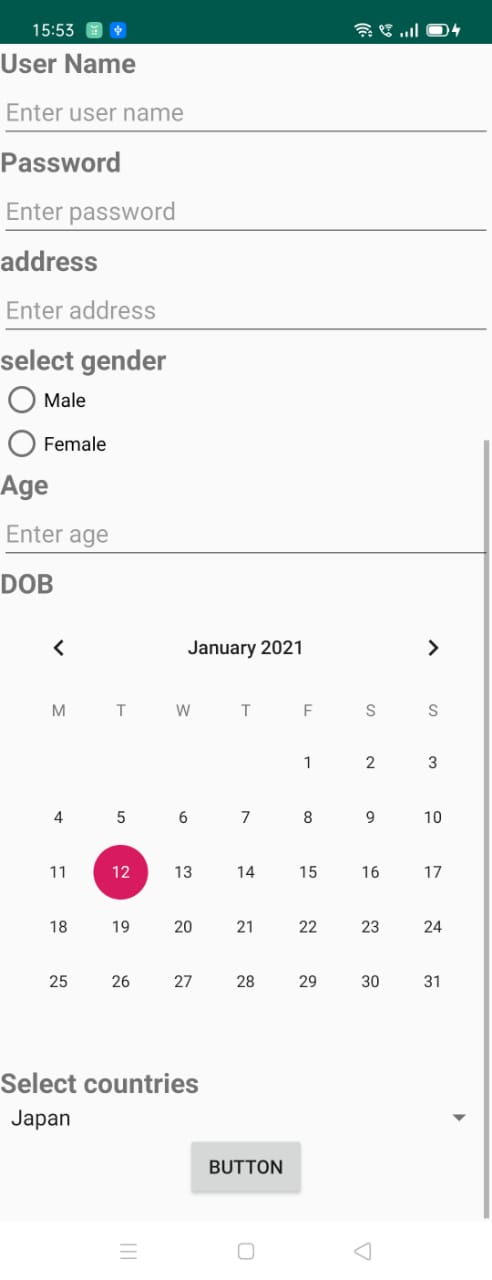 15:53
User Name
Enter user name
Password
Enter password
address
Enter address
select gender
Male
Female
Age
Enter age
DOB
January 2021
M T W T F S S
1 2 3
4 5 6 7 8 9 10
11 12 13 14 15 16 17
18 19 20 21 22 23 24
25 26 27 28 29 30 31
Select countries
Japan
BUTTON